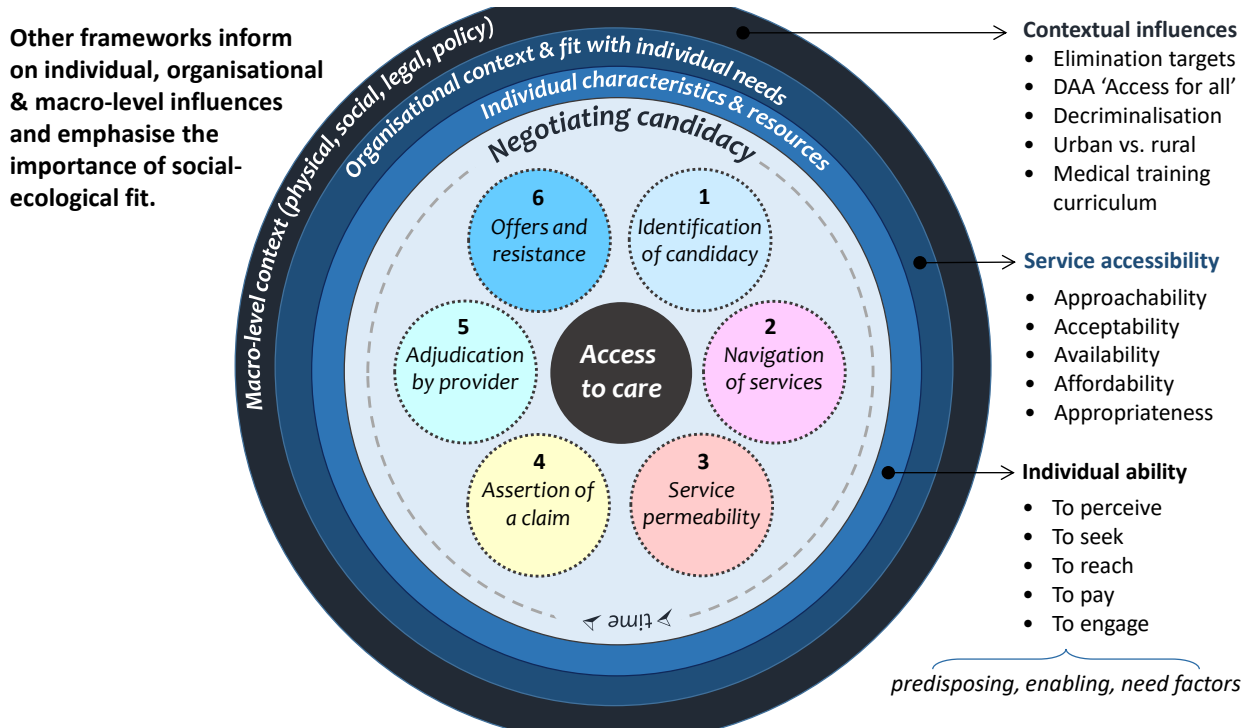 Other frameworks inform
on individual, organisational
& macro-level influences
and emphasise the
importance of social-
ecological fit.
Macro-level context (physical, social, legal, policy)
Organisational context & fit with individual needs
Individual characteristics & resources
Negotiating candidacy
6
Offers and
resistance
1
Identification
of candidacy
5
Adjudication
by provider
Access
to care
2
Navigation
of services
4
Assertion of
a claim
3
Service
permeability
time
Contextual influences
• Elimination targets
• DAA ‘Access for all’
• Decriminalisation
• Urban vs. rural
• Medical training
curriculum
Service accessibility
• Approachability
• Acceptability
• Availability
• Affordability
• Appropriateness
Individual ability
• To perceive
• To seek
• To reach
• To pay
• To engage
predisposing, enabling, need factors